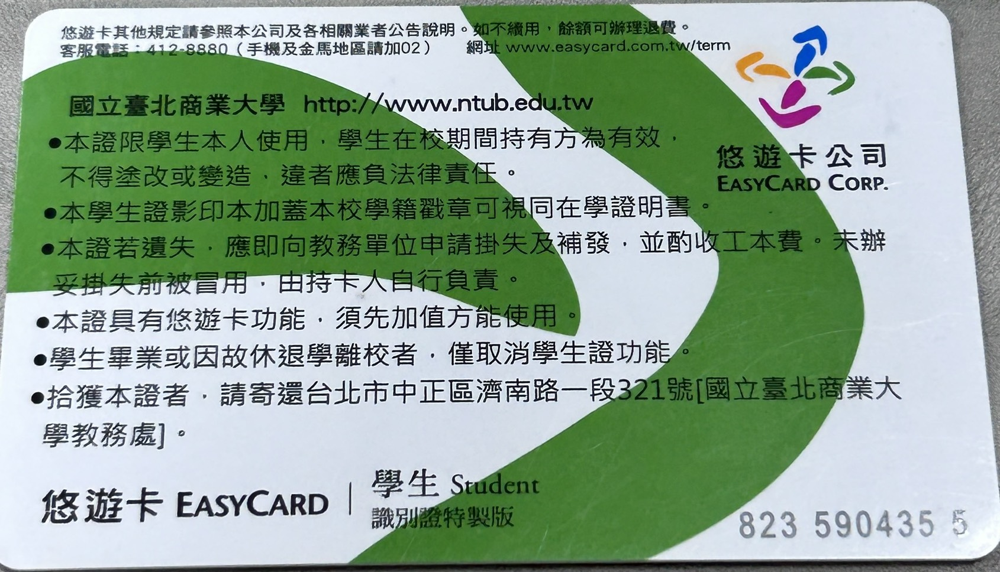 悠遊卡其他規定請參照本公司及各相關業者公告說明。如不續用，餘額可辦理退費。
客服電話：412-8880（手機及金馬地區請加02） 網址 www.easycard.com.tw/term
國立臺北商業大學 http://www.ntub.edu.tw
●本證限學生本人使用，學生在校期間持有方為有效，
不得塗改或變造，違者應負法律責任。
●本學生證影印本加蓋本校學籍戳章可視同在學證明書。
●本證若遺失，應即向教務單位申請掛失及補發，並酌收工本費。未辦
妥掛失前被冒用，由持卡人自行負責。
●本證具有悠遊卡功能，須先加值方能使用。
●學生畢業或因故休退學離校者，僅取消學生證功能。
●拾獲本證者，請寄還台北市中正區濟南路一段321號[國立臺北商業大
學教務處]。
悠遊卡公司
EASYCARD CORP.
悠遊卡 EASYCARD | 學生 Student
識別證特製版
823 590435 5